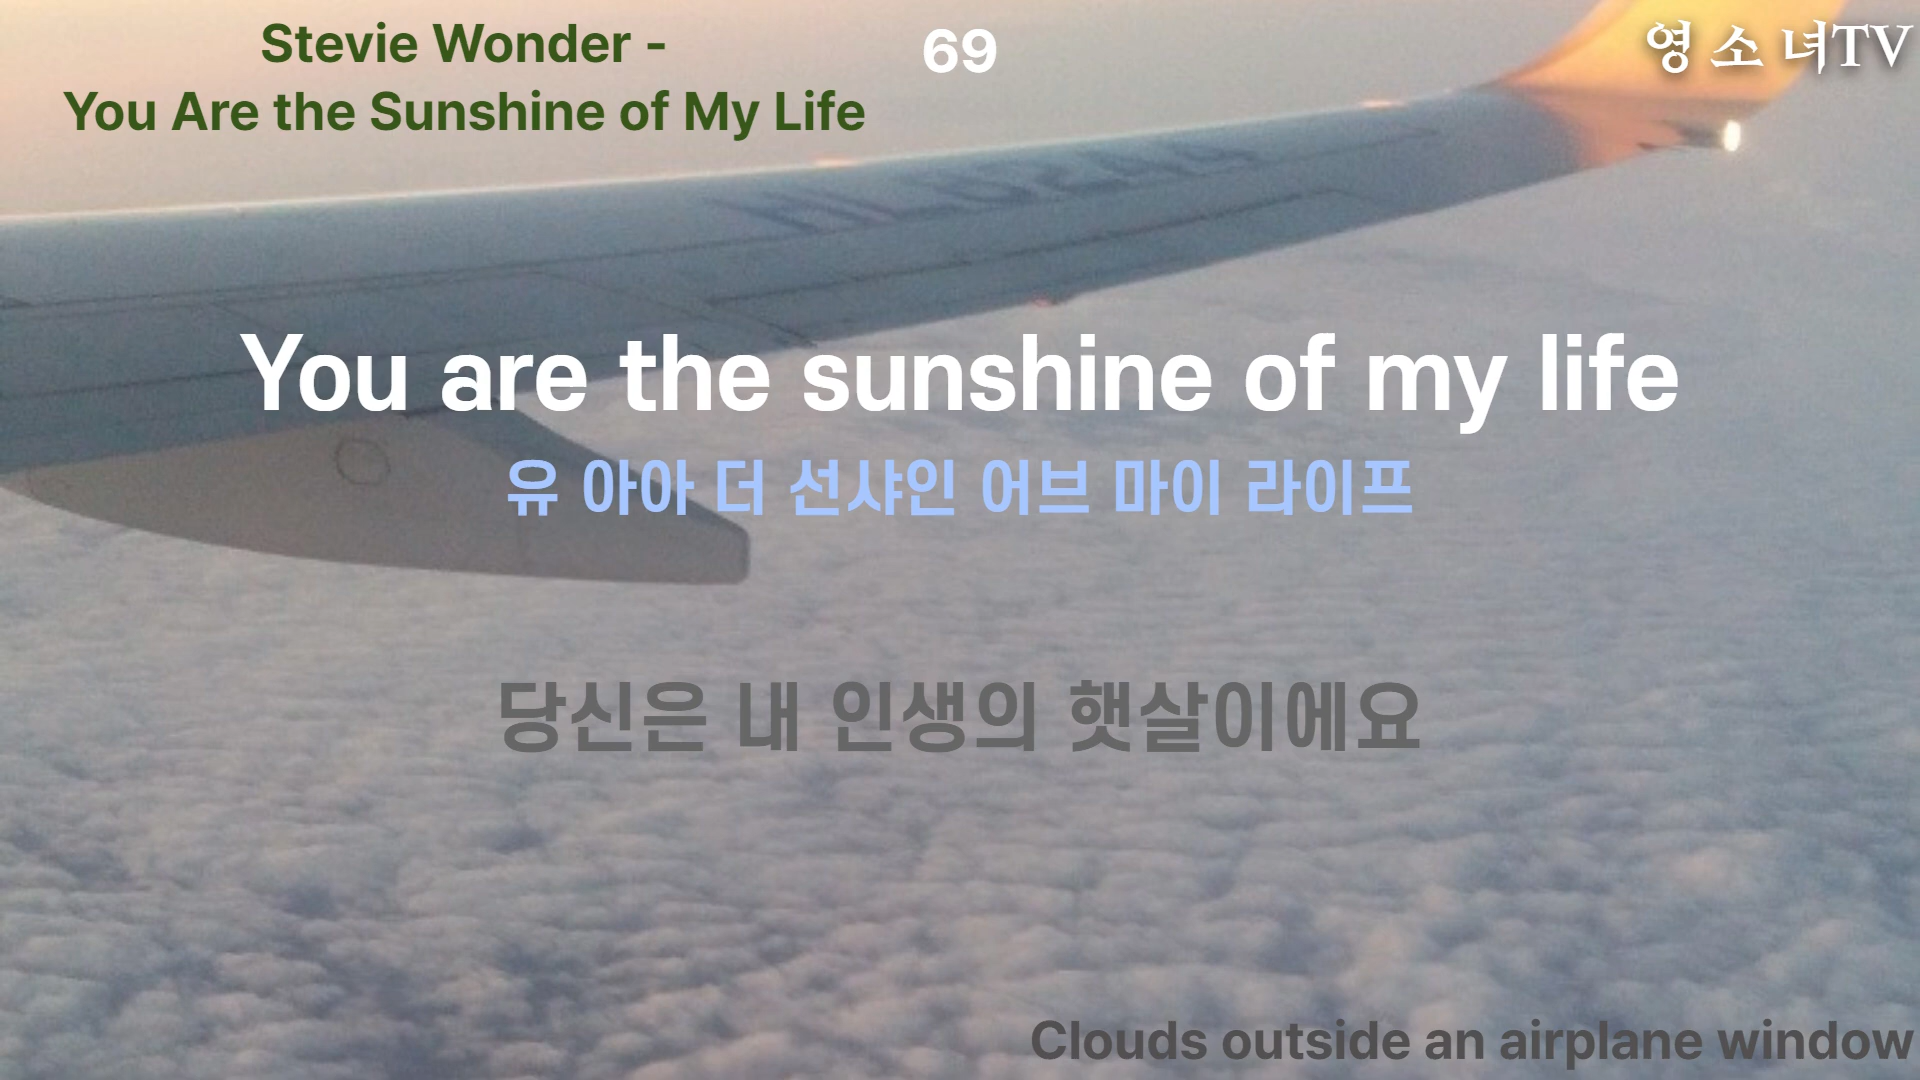 Stevie Wonder -
You Are the Sunshine of My Life
69
영 소 녀TV
You are the sunshine of my life
유 아아 더 선샤인 어브 마이 라이프
당신은 내 인생의 햇살이에요
Clouds outside an airplane window